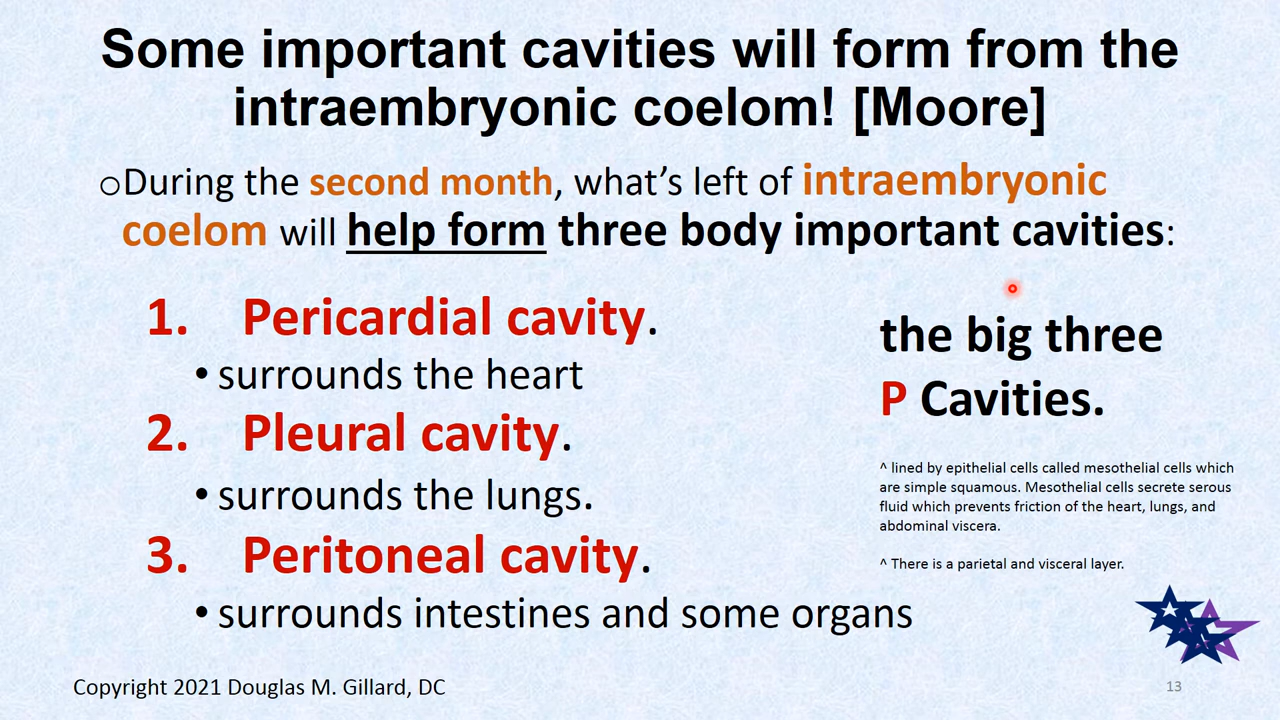 Some important cavities will form from the
intraembryonic coelom! [Moore]
oDuring the second month, what’s left of intraembryonic
coelom will help form three body important cavities:
1. Pericardial cavity.
• surrounds the heart
2. Pleural cavity.
• surrounds the lungs.
3. Peritoneal cavity.
• surrounds intestines and some organs
the big three
P Cavities.
^ lined by epithelial cells called mesothelial cells which
are simple squamous. Mesothelial cells secrete serous
fluid which prevents friction of the heart, lungs, and
abdominal viscera.
^ There is a parietal and visceral layer.
Copyright 2021 Douglas M. Gillard, DC
13